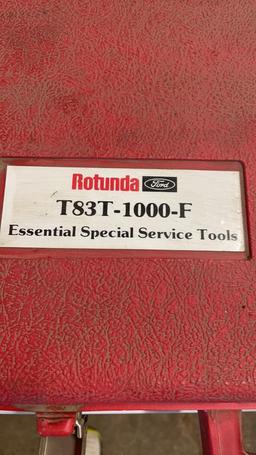 Rotunda Ford
T83T-1000-F
Essential Special Service Tools